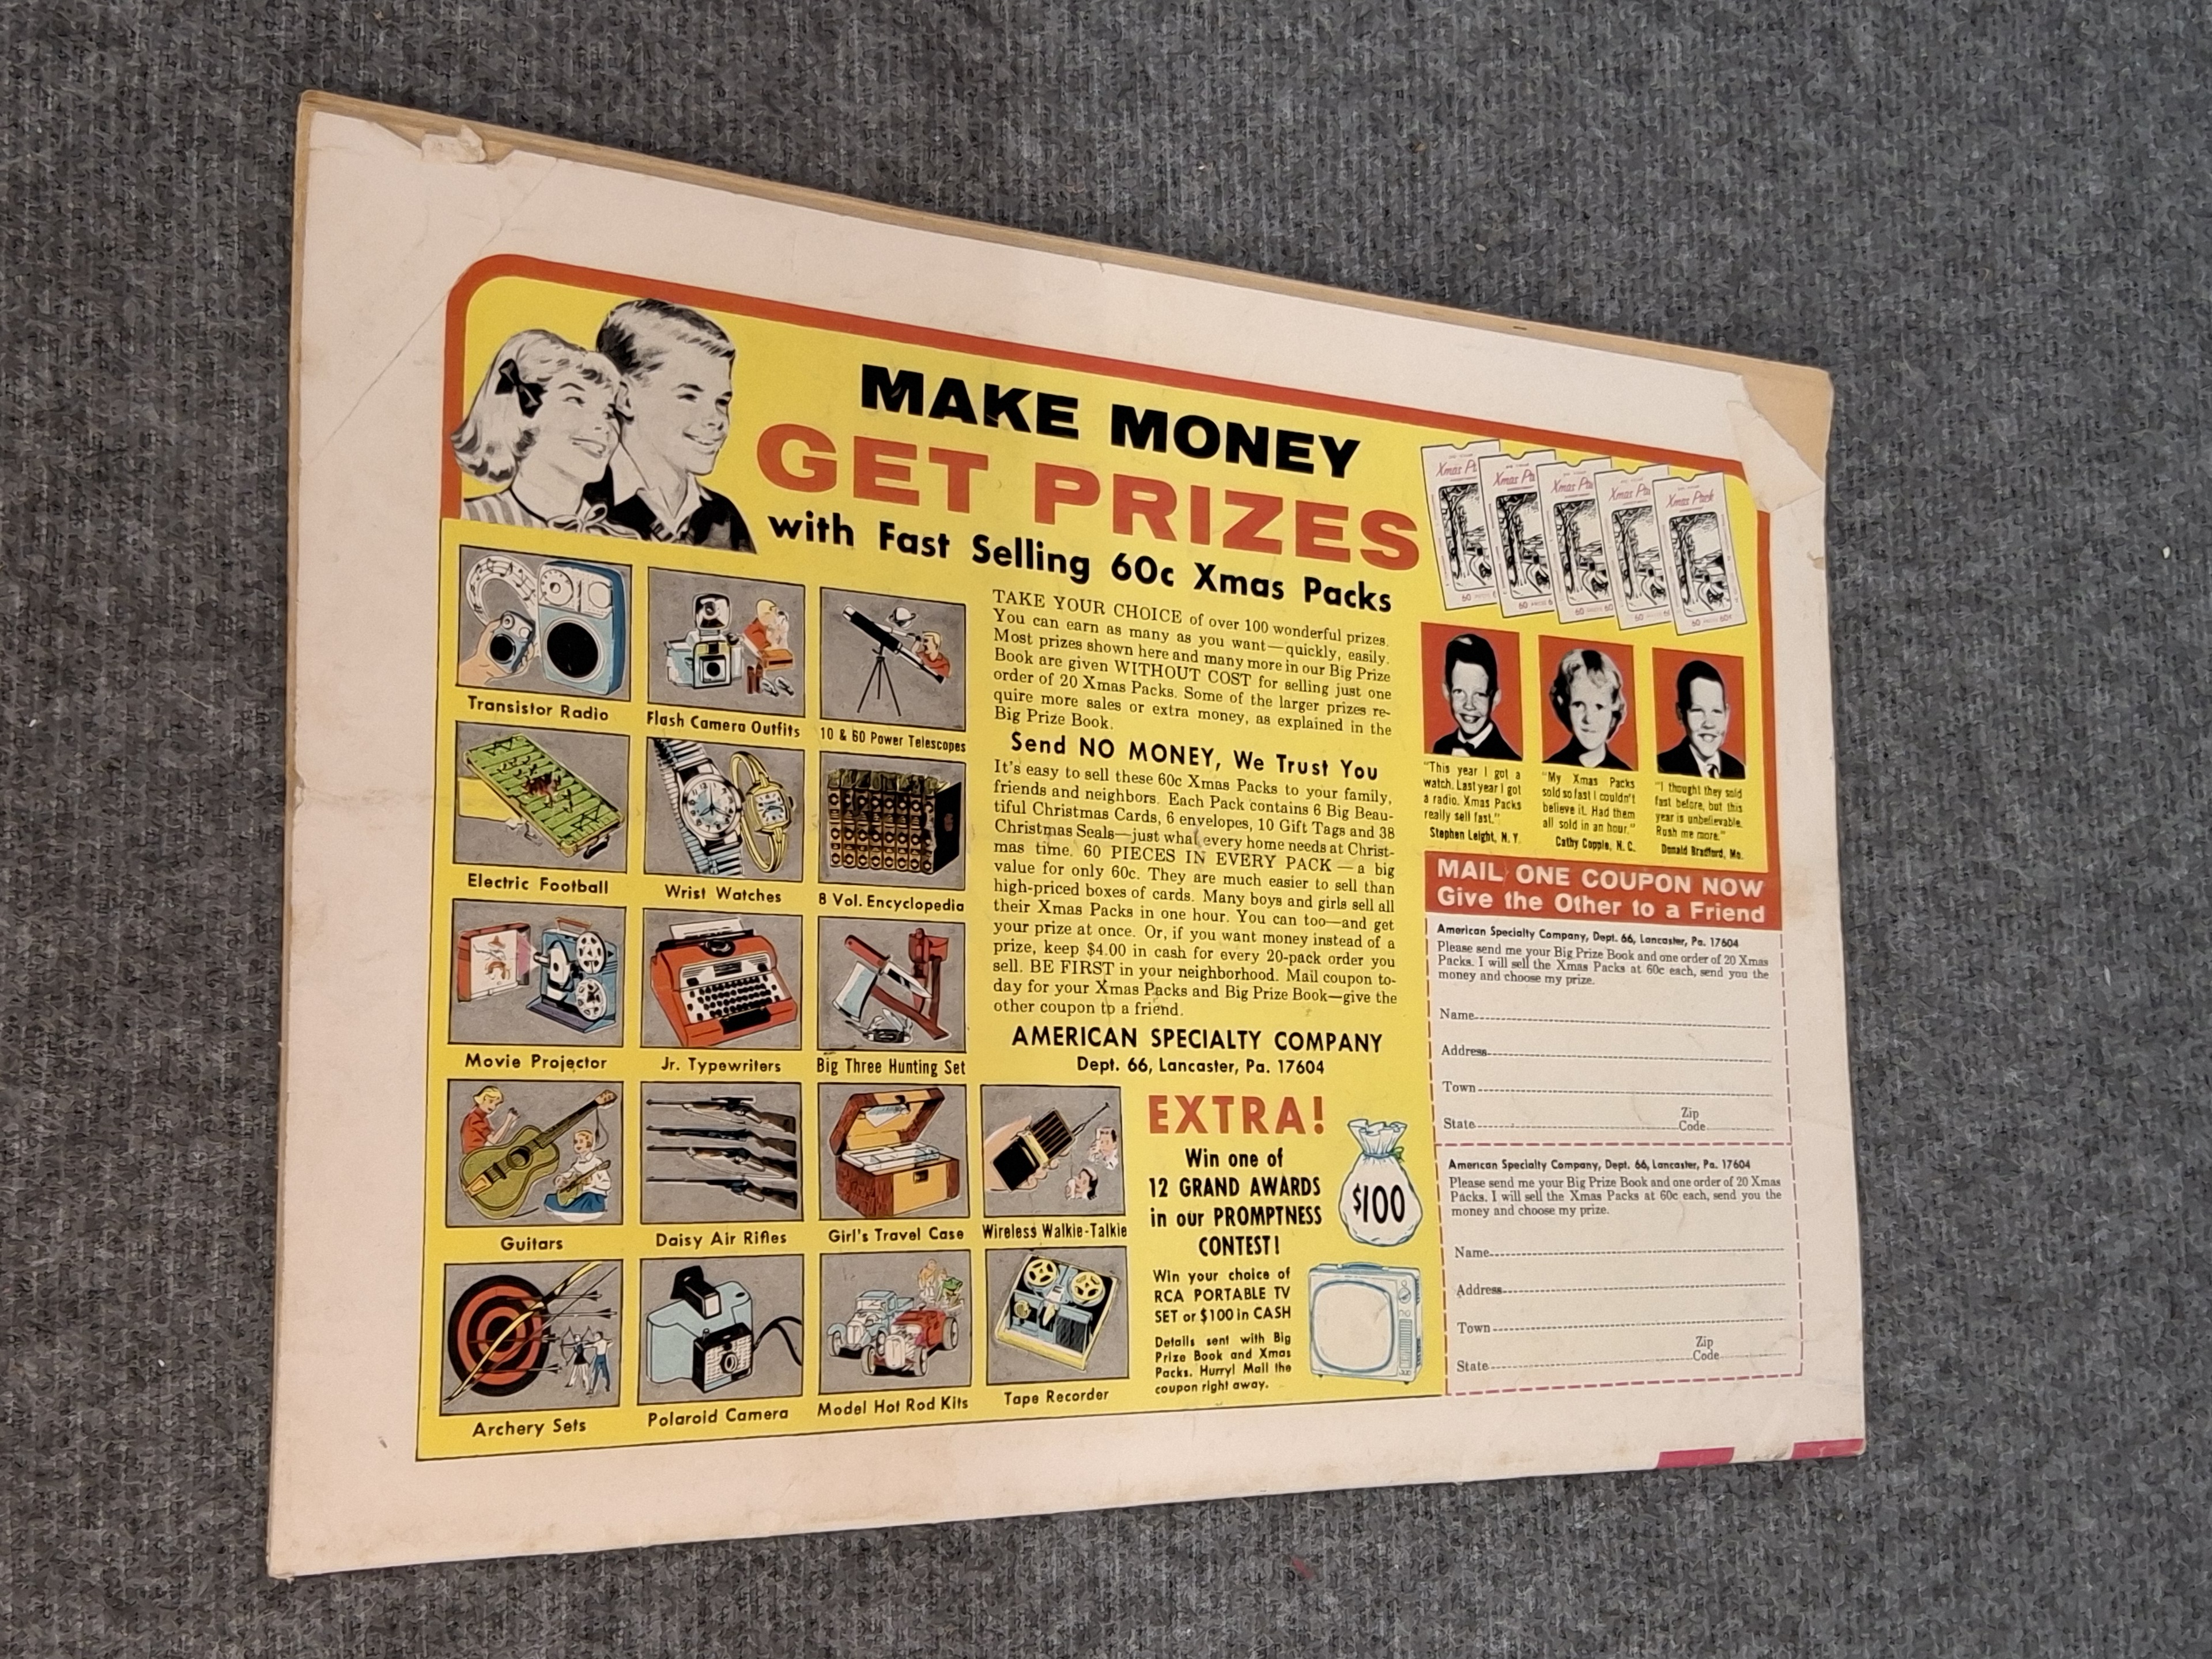 MAKE MONEY
GET PRIZES
with Fast Selling 60c Xmas Packs
Xmas Pack
60
60¢
Transistor Radio
Flash Camera Outfits
10 & 60 Power Telescopes
Electric Football
Wrist Watches
8 Vol. Encyclopedia
Movie Projector
Jr. Typewriters
Big Three Hunting Set
Guitars
Daisy Air Rifles
Girl's Travel Case
Wireless Walkie-Talkie
Archery Sets
Polaroid Camera
Model Hot Rod Kits
Tape Recorder
TAKE YOUR CHOICE of over 100 wonderful prizes.
You can earn as many as you want—quickly, easily.
Most prizes shown here and many more in our Big Prize
Book are given WITHOUT COST for selling just one
order of 20 Xmas Packs. Some of the larger prizes re-
quire more sales or extra money, as explained in the
Big Prize Book.
Send NO MONEY, We Trust You
It's easy to sell these 60c Xmas Packs to your family,
friends and neighbors. Each Pack contains 6 Big Beau-
tiful Christmas Cards, 6 envelopes, 10 Gift Tags and 38
Christmas Seals—just what every home needs at Christ-
mas time. 60 PIECES IN EVERY PACK — a big
value for only 60c. They are much easier to sell than
high-priced boxes of cards. Many boys and girls sell all
their Xmas Packs in one hour. You can too—and get
your prize at once. Or, if you want money instead of a
prize, keep $4.00 in cash for every 20-pack order you
sell. BE FIRST in your neighborhood. Mail coupon to-
day for your Xmas Packs and Big Prize Book—give the
other coupon to a friend.
AMERICAN SPECIALTY COMPANY
Dept. 66, Lancaster, Pa. 17604
EXTRA!
Win one of
12 GRAND AWARDS
in our PROMPTNESS
CONTEST!
Win your choice of
RCA PORTABLE TV
SET or $100 in CASH
Details sent with Big
Prize Book and Xmas
Packs. Hurry! Mail the
coupon right away.
$100
"This year I got a
watch. Last year I got
a radio. Xmas Packs
really sell fast."
Stephen Leight, N. Y.
"My Xmas Packs
sold so fast I couldn't
believe it. Had them
all sold in an hour."
Cathy Copple, N. C.
"I thought they sold
fast before, but this
year is unbelievable.
Rush me more."
Donald Bradford, Mo.
MAIL ONE COUPON NOW
Give the Other to a Friend
American Specialty Company, Dept. 66, Lancaster, Pa. 17604
Please send me your Big Prize Book and one order of 20 Xmas
Packs. I will sell the Xmas Packs at 60c each, send you the
money and choose my prize.
Name
Address
Town
State Zip Code
American Specialty Company, Dept. 66, Lancaster, Pa. 17604
Please send me your Big Prize Book and one order of 20 Xmas
Packs. I will sell the Xmas Packs at 60c each, send you the
money and choose my prize.
Name
Address
Town
State Zip Code